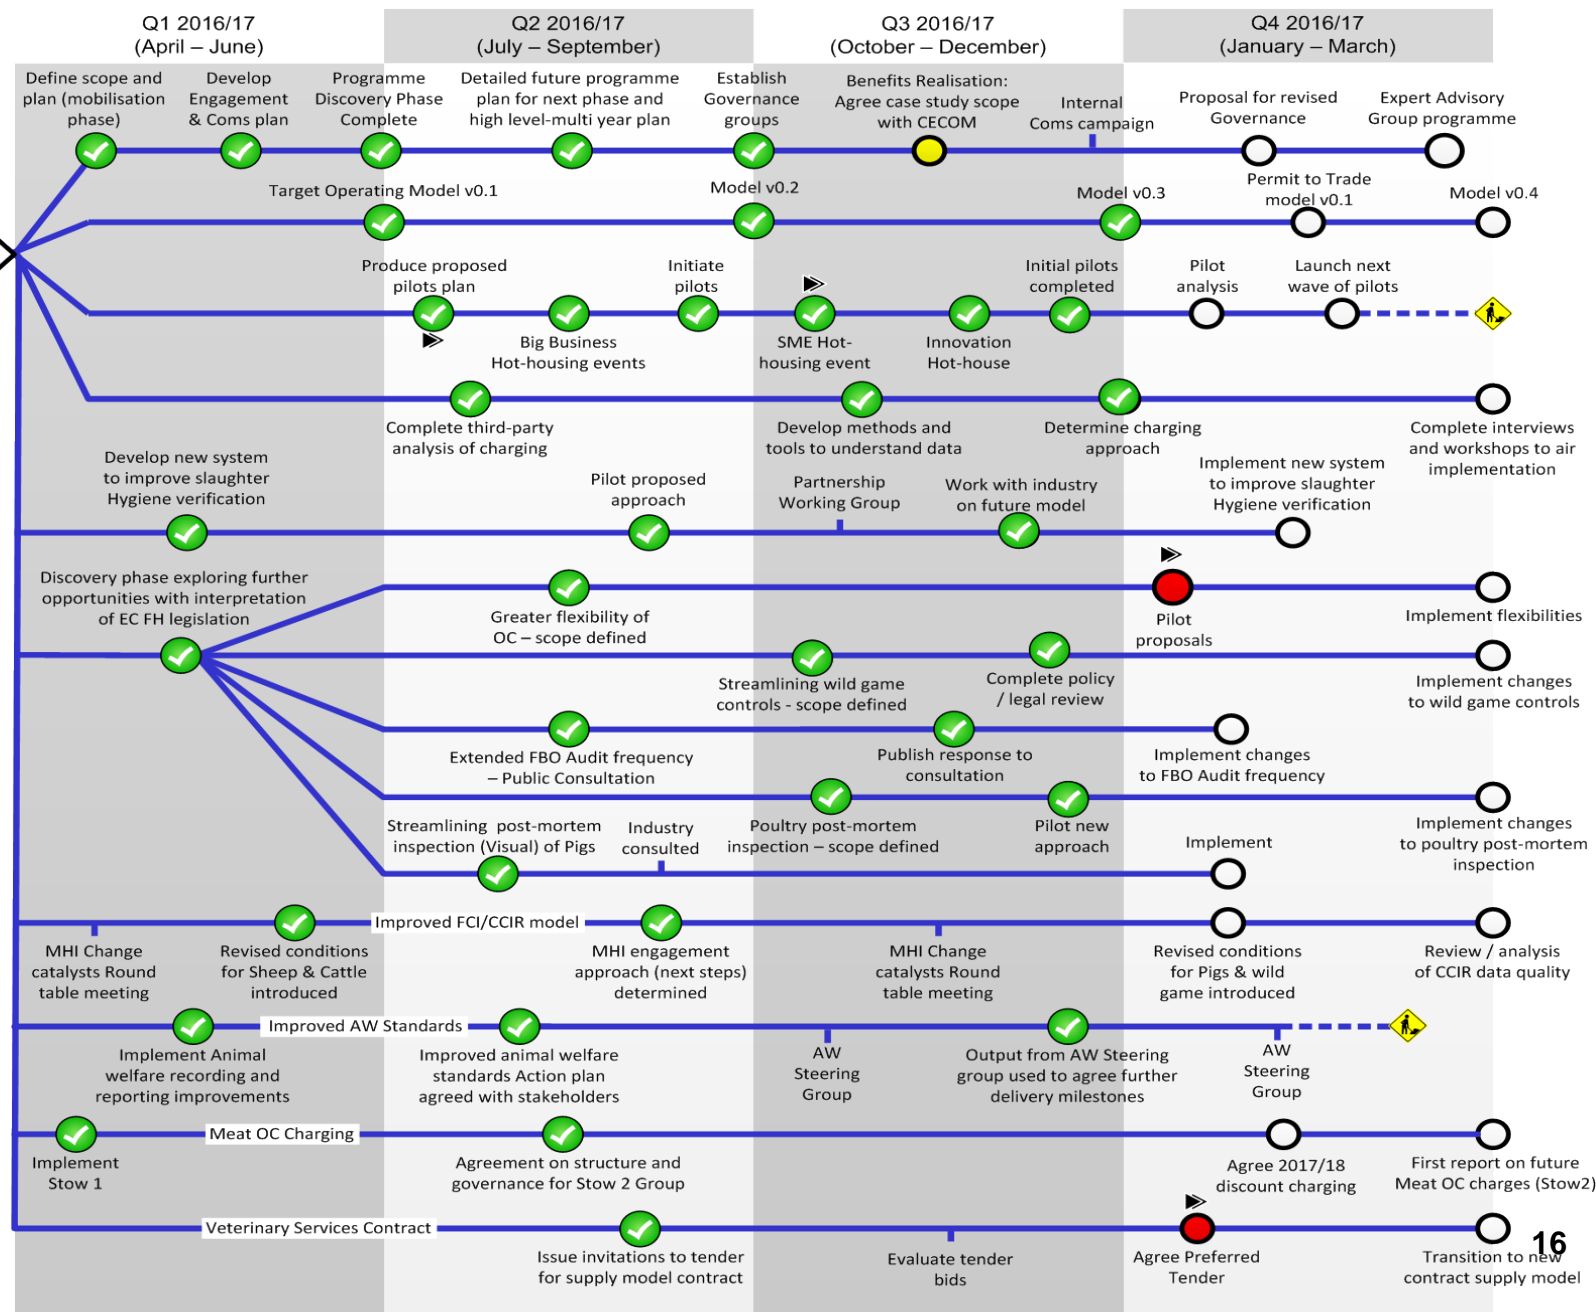 Q1 2016/17
(April – June)
Q2 2016/17
(July – September)
Q3 2016/17
(October – December)
Q4 2016/17
(January – March)
Define scope and
plan (mobilisation
phase)
Develop
Engagement
& Coms plan
Programme
Discovery Phase
Complete
Detailed future programme
plan for next phase and
high level-multi year plan
Establish
Governance
groups
Benefits Realisation:
Agree case study scope
with CECOM
Internal
Coms campaign
Proposal for revised
Governance
Expert Advisory
Group programme
Target Operating Model v0.1
Model v0.2
Model v0.3
Permit to Trade
model v0.1
Model v0.4
Produce proposed
pilots plan
Big Business
Hot-housing events
Initiate
pilots
SME Hot-
housing event
Innovation
Hot-house
Initial pilots
completed
Pilot
analysis
Launch next
wave of pilots
Complete third-party
analysis of charging
Develop methods and
tools to understand data
Determine charging
approach
Complete interviews
and workshops to air
implementation
Develop new system
to improve slaughter
Hygiene verification
Pilot proposed
approach
Partnership
Working Group
Work with industry
on future model
Implement new system
to improve slaughter
Hygiene verification
Discovery phase exploring further
opportunities with interpretation
of EC FH legislation
Greater flexibility of
OC – scope defined
Pilot
proposals
Implement flexibilities
Streamlining wild game
controls - scope defined
Complete policy
/ legal review
Implement changes
to wild game controls
Extended FBO Audit frequency
– Public Consultation
Publish response to
consultation
Implement changes
to FBO Audit frequency
Poultry post-mortem
inspection – scope defined
Pilot new
approach
Implement changes
to poultry post-mortem
inspection
Streamlining post-mortem
inspection (Visual) of Pigs
Industry
consulted
Implement
Improved FCI/CCIR model
MHI Change
catalysts Round
table meeting
Revised conditions
for Sheep & Cattle
introduced
MHI engagement
approach (next steps)
determined
MHI Change
catalysts Round
table meeting
Revised conditions
for Pigs & wild
game introduced
Review / analysis
of CCIR data quality
Improved AW Standards
Implement Animal
welfare recording and
reporting improvements
Improved animal welfare
standards Action plan
agreed with stakeholders
AW
Steering
Group
Output from AW Steering
group used to agree further
delivery milestones
AW
Steering
Group
Meat OC Charging
Implement
Stow 1
Agreement on structure and
governance for Stow 2 Group
Agree 2017/18
discount charging
First report on future
Meat OC charges (Stow2)
Veterinary Services Contract
Issue invitations to tender
for supply model contract
Evaluate tender
bids
Agree Preferred
Tender
Transition to new
contract supply model
16